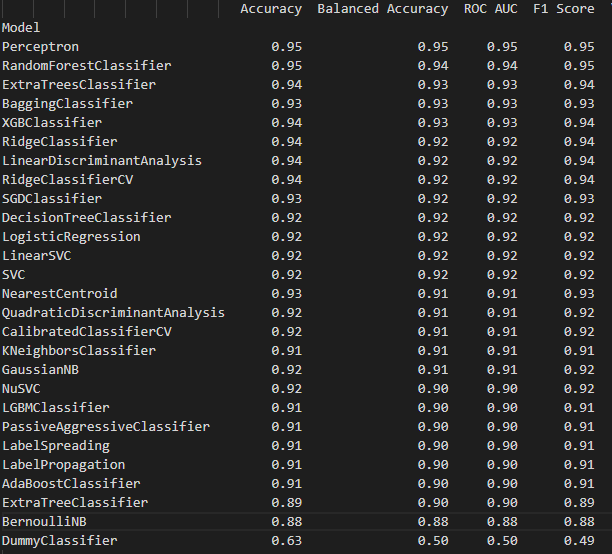 Accuracy Balanced Accuracy ROC AUC F1 Score
Model
Perceptron 0.95 0.95 0.95 0.95
RandomForestClassifier 0.95 0.94 0.94 0.95
ExtraTreesClassifier 0.94 0.93 0.93 0.94
BaggingClassifier 0.93 0.93 0.93 0.93
XGBClassifier 0.94 0.93 0.93 0.94
RidgeClassifier 0.94 0.92 0.92 0.94
LinearDiscriminantAnalysis 0.94 0.92 0.92 0.94
RidgeClassifierCV 0.94 0.92 0.92 0.94
SGDClassifier 0.93 0.92 0.92 0.93
DecisionTreeClassifier 0.92 0.92 0.92 0.92
LogisticRegression 0.92 0.92 0.92 0.92
LinearSVC 0.92 0.92 0.92 0.92
SVC 0.92 0.92 0.92 0.92
NearestCentroid 0.93 0.91 0.91 0.93
QuadraticDiscriminantAnalysis 0.92 0.91 0.91 0.92
CalibratedClassifierCV 0.92 0.91 0.91 0.92
KNeighborsClassifier 0.91 0.91 0.91 0.91
GaussianNB 0.92 0.91 0.91 0.92
NuSVC 0.92 0.90 0.90 0.92
LGBMClassifier 0.91 0.90 0.90 0.91
PassiveAggressiveClassifier 0.91 0.90 0.90 0.91
LabelSpreading 0.91 0.90 0.90 0.91
LabelPropagation 0.91 0.90 0.90 0.91
AdaBoostClassifier 0.91 0.90 0.90 0.91
ExtraTreeClassifier 0.89 0.90 0.90 0.89
BernoulliNB 0.88 0.88 0.88 0.88
DummyClassifier 0.63 0.50 0.50 0.49